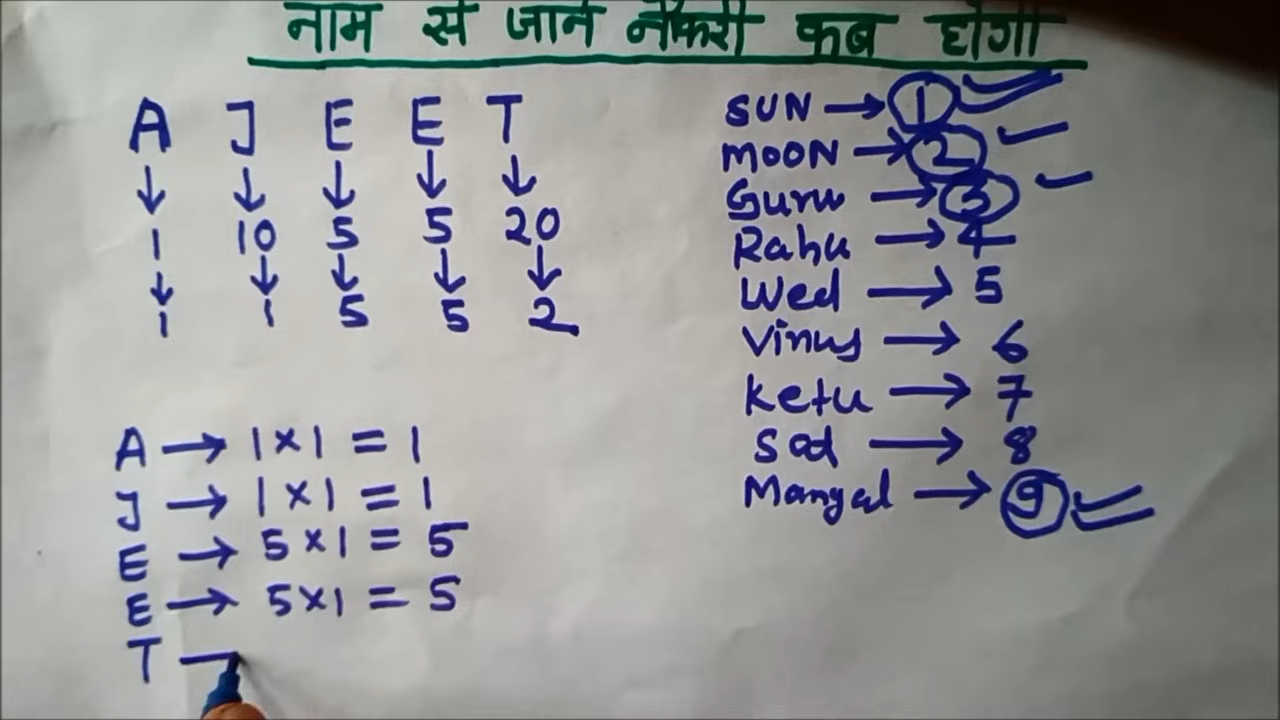 नाम से जाने नौकरी कब होगी
A J E E T
↓ ↓ ↓ ↓ ↓
1 10 5 5 20
↓ ↓ ↓ ↓ ↓
1 1 5 5 2
A → 1×1 = 1
J → 1×1 = 1
E → 5×1 = 5
E → 5×1 = 5
T —
SUN → 1
MOON → 2
Guru → 3
Rahu → 4
Wed → 5
Vinus → 6
Ketu → 7
Sat → 8
Mangal → 9